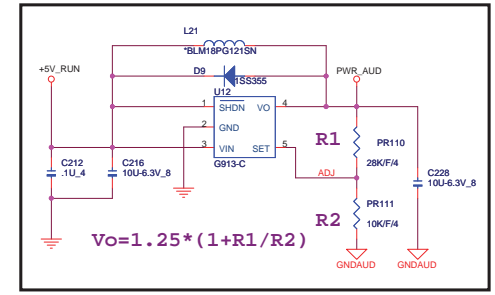 L21
*BLM18PG121SN
+5V_RUN
PWR_AUD
D9
1SS355
U12
1 SHDN VO 4
2 GND
3 VIN SET 5
G913-C
R1
PR110
28K/F/4
ADJ
C212
.1U_4
C216
10U-6.3V_8
C228
10U-6.3V_8
R2
PR111
10K/F/4
Vo=1.25*(1+R1/R2)
GNDAUD GNDAUD